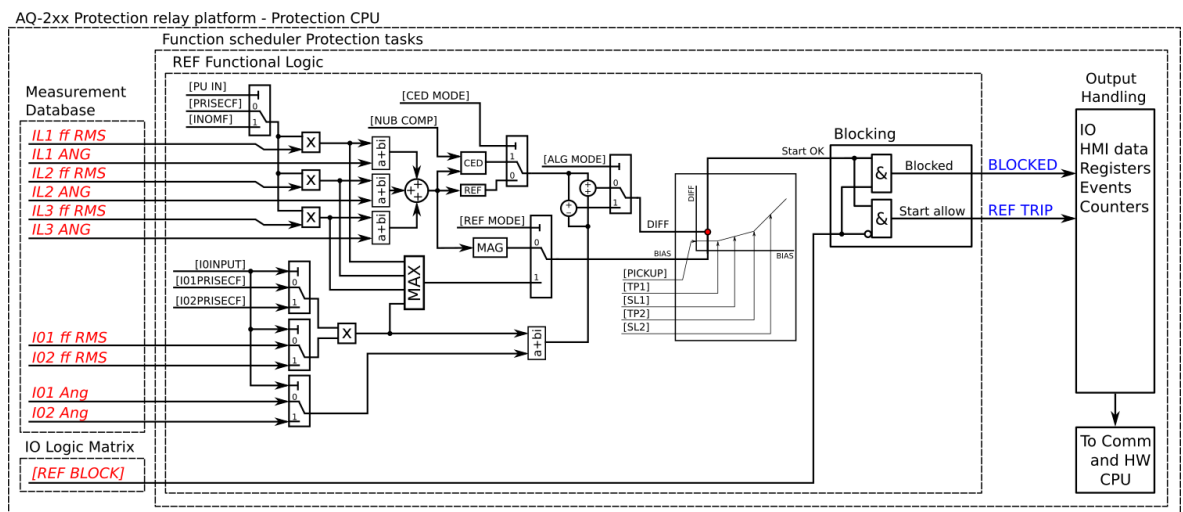 AQ-2xx Protection relay platform - Protection CPU
Function scheduler Protection tasks
REF Functional Logic
Measurement
Database
IL1 ff RMS
IL1 ANG
IL2 ff RMS
IL2 ANG
IL3 ff RMS
IL3 ANG
I01 ff RMS
I02 ff RMS
I01 Ang
I02 Ang
IO Logic Matrix
[REF BLOCK]
[PU IN]
[PRISECF]
[INOMF]
0
1
X
X
X
a+bi
a+bi
a+bi
+
+ +
[NUB COMP]
[CED MODE]
CED
REF
1
0
[REF MODE]
MAG
0
1
MAX
[I0INPUT]
[I01PRISECF]
[I02PRISECF]
0
1
0
1
X
0
1
a+bi
[ALG MODE]
0
1
+
-
+
-
DIFF
BIAS
DIFF
BIAS
[PICKUP]
[TP1]
[SL1]
[TP2]
[SL2]
Start OK
Blocking
&
Blocked
&
Start allow
BLOCKED
REF TRIP
Output
Handling
IO
HMI data
Registers
Events
Counters
To Comm
and HW
CPU